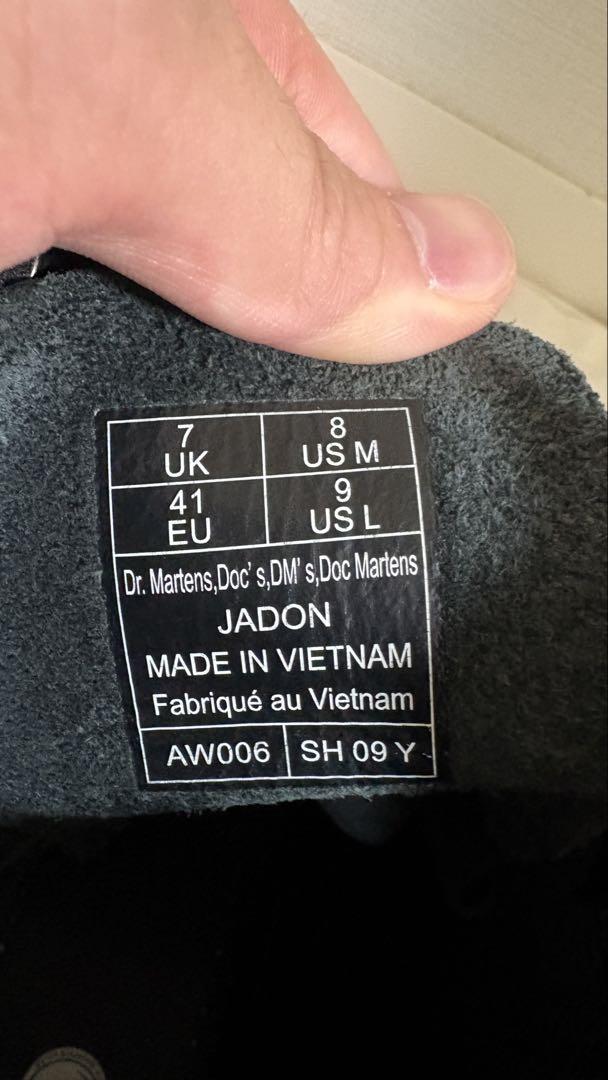 7
UK
8
US M
41
EU
9
US L
Dr. Martens,Doc' s,DM' s,Doc Martens
JADON
MADE IN VIETNAM
Fabriqué au Vietnam
AW006
SH 09 Y